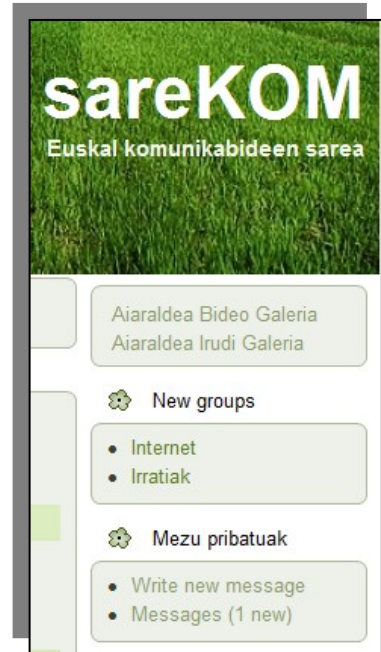 sareKOM
Euskal komunikabideen sarea
Aiaraldea Bideo Galeria
Aiaraldea Irudi Galeria
New groups
Internet
Irratiak
Mezu pribatuak
Write new message
Messages (1 new)